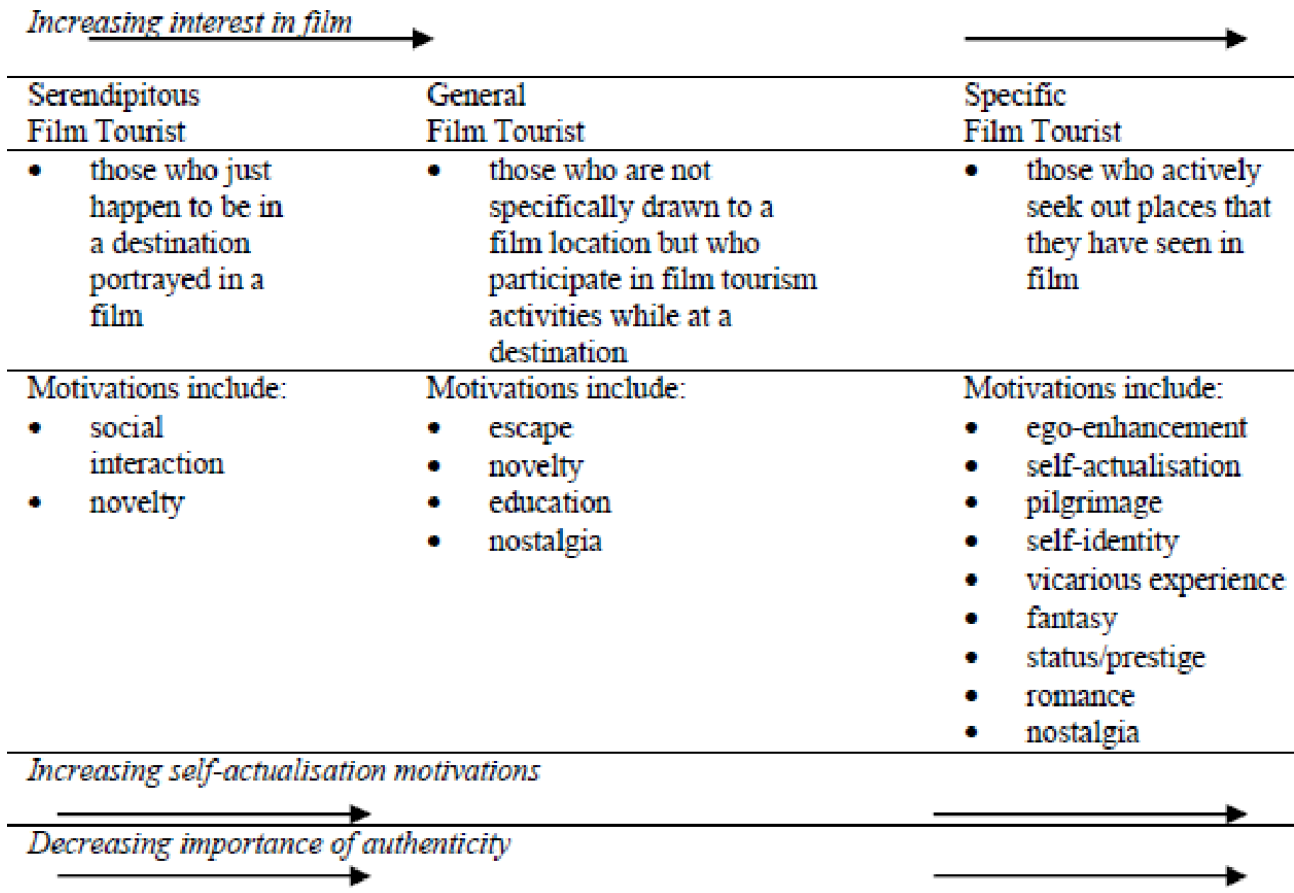 Increasing interest in film
Serendipitous
Film Tourist
General
Film Tourist
Specific
Film Tourist
• those who just
happen to be in
a destination
portrayed in a
film
• those who are not
specifically drawn to a
film location but who
participate in film tourism
activities while at a
destination
• those who actively
seek out places that
they have seen in
film
Motivations include:
• social
interaction
• novelty
Motivations include:
• escape
• novelty
• education
• nostalgia
Motivations include:
• ego-enhancement
• self-actualisation
• pilgrimage
• self-identity
• vicarious experience
• fantasy
• status/prestige
• romance
• nostalgia
Increasing self-actualisation motivations
Decreasing importance of authenticity